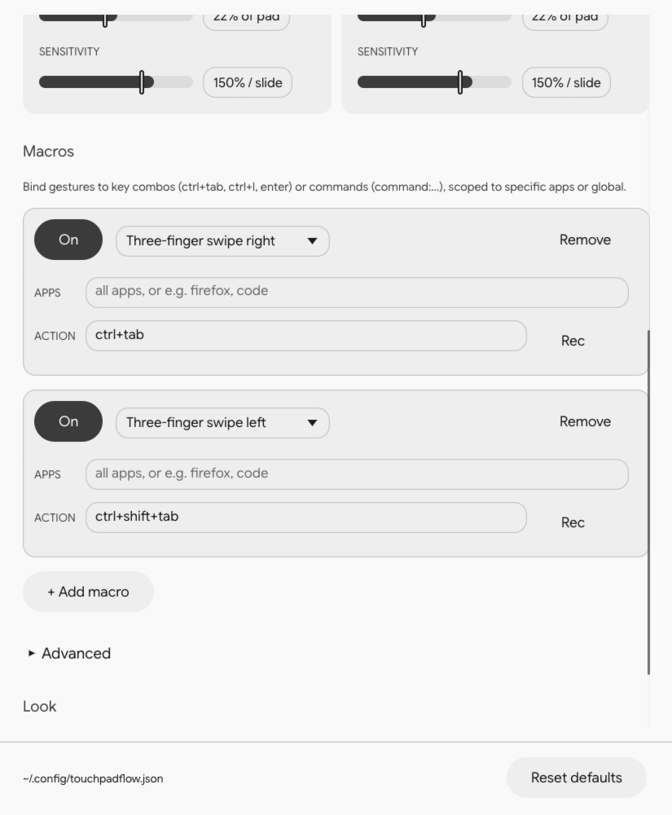 22% of pad
22% of pad
SENSITIVITY
SENSITIVITY
150% / slide
150% / slide
Macros
Bind gestures to key combos (ctrl+tab, ctrl+l, enter) or commands (command:...), scoped to specific apps or global.
On
Three-finger swipe right
Remove
APPS
all apps, or e.g. firefox, code
ACTION
ctrl+tab
Rec
On
Three-finger swipe left
Remove
APPS
all apps, or e.g. firefox, code
ACTION
ctrl+shift+tab
Rec
+ Add macro
Advanced
Look
~/.config/touchpadflow.json
Reset defaults